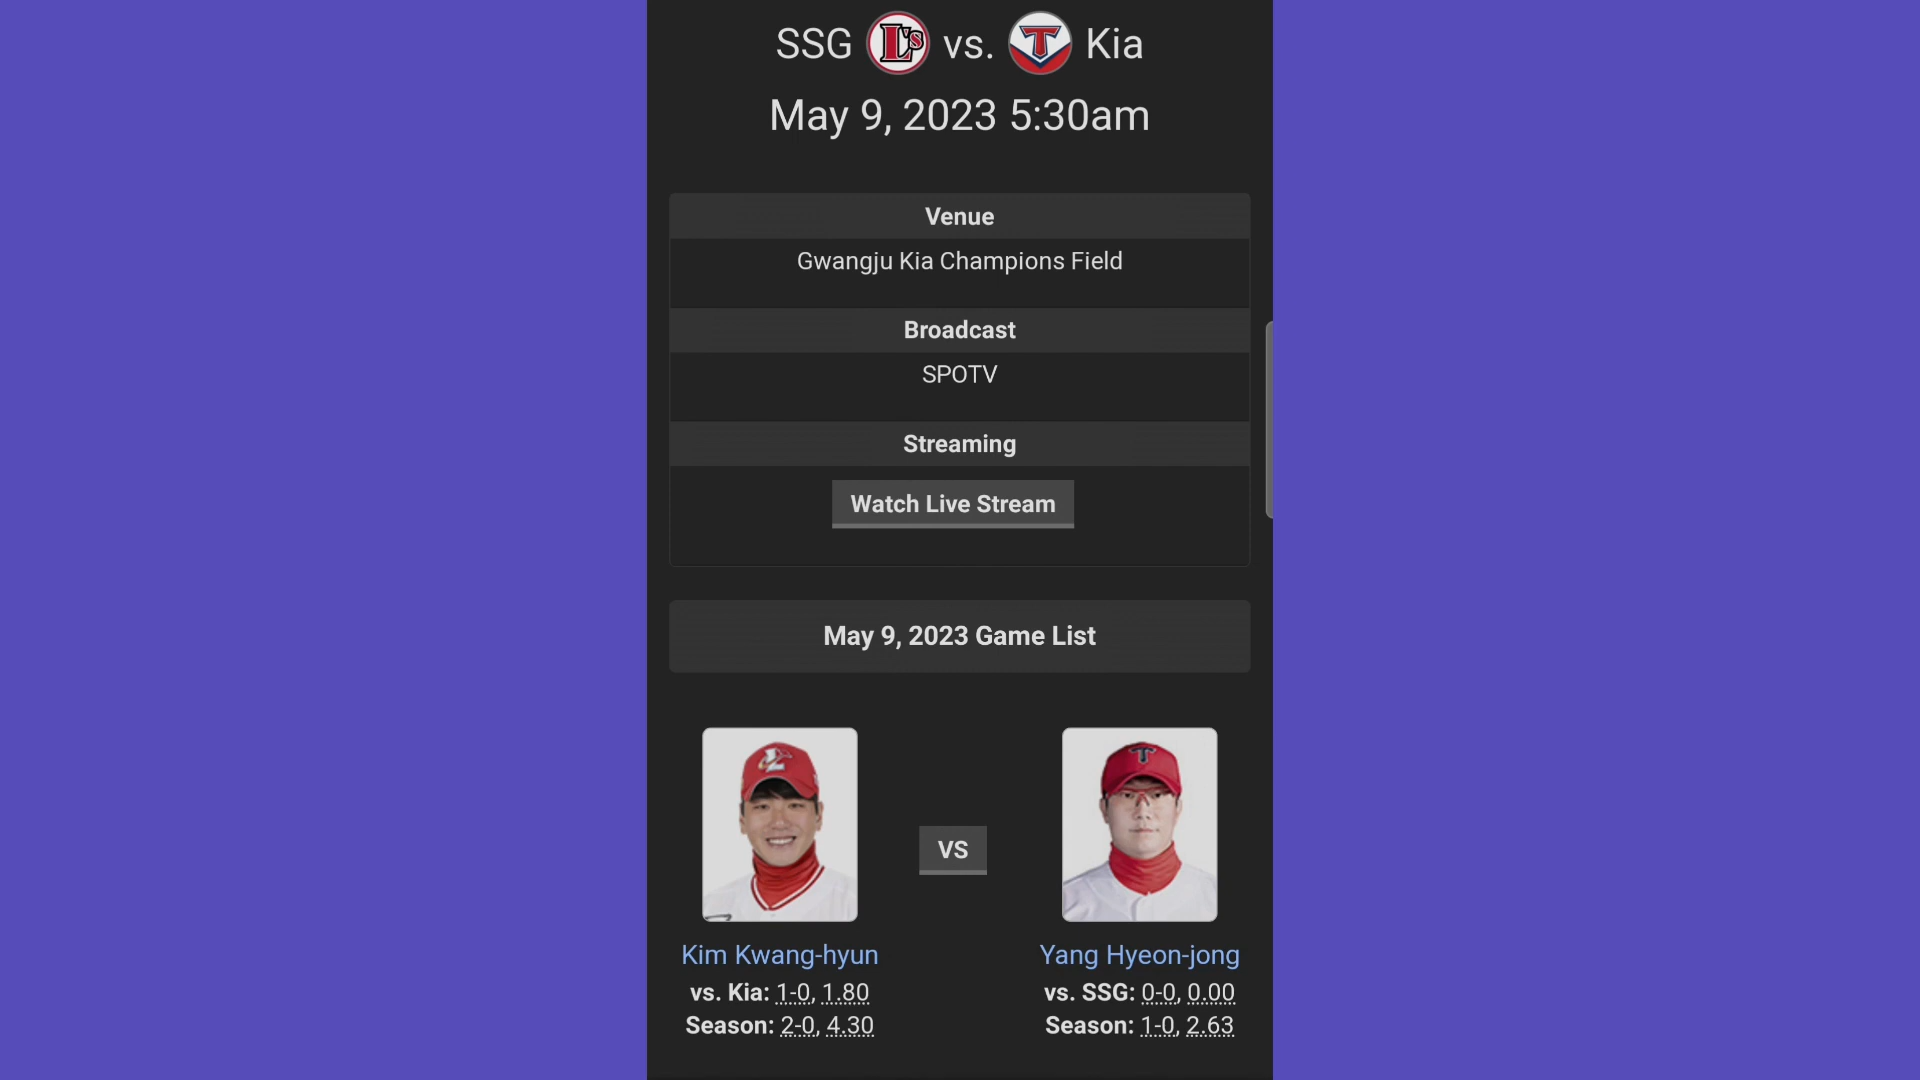 SSG L's vs. T Kia
May 9, 2023 5:30am
Venue
Gwangju Kia Champions Field
Broadcast
SPOTV
Streaming
Watch Live Stream
May 9, 2023 Game List
VS
Kim Kwang-hyun
vs. Kia: 1-0, 1.80
Season: 2-0, 4.30
Yang Hyeon-jong
vs. SSG: 0-0, 0.00
Season: 1-0, 2.63